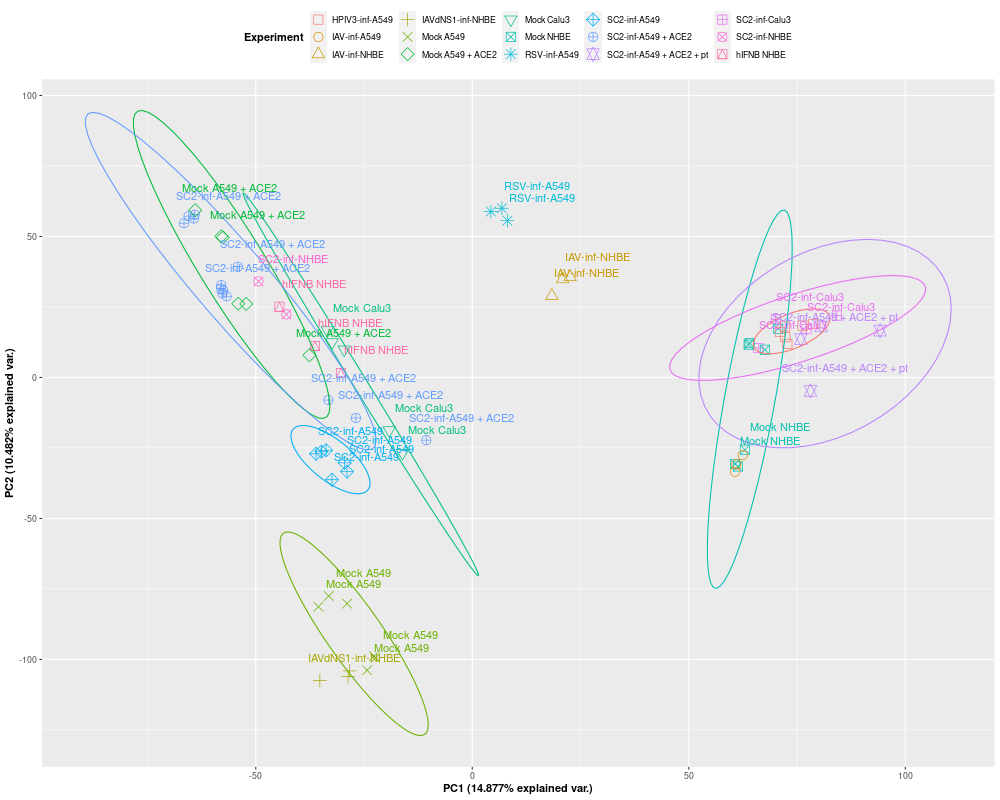 HPIV3-inf-A549 IAVdNS1-inf-NHBE Mock Calu3 SC2-inf-A549 SC2-inf-Calu3
Experiment IAV-inf-A549 Mock A549 Mock NHBE SC2-inf-A549 + ACE2 SC2-inf-NHBE
IAV-inf-NHBE Mock A549 + ACE2 RSV-inf-A549 SC2-inf-A549 + ACE2 + pt hIFNB NHBE
100
RSV-inf-A549
Mock A549 + ACE2
SC2-inf-A549 + ACE2
RSV-inf-A549
Mock A549 + ACE2
50
SC2-inf-A549 + ACE2
SC2-inf-NHBE
IAV-inf-NHBE
SC2-inf-A549 + ACE2
IAV-inf-NHBE
hIFNB NHBE
SC2-inf-Calu3
Mock Calu3
SC2-inf-Calu3
SC2-inf-A549 + ACE2 + pt
hIFNB NHBE
SC2-inf-Calu3
Mock A549 + ACE2
hIFNB NHBE
SC2-inf-A549 + ACE2 + pt
0
SC2-inf-A549 + ACE2
SC2-inf-A549 + ACE2
Mock Calu3
SC2-inf-A549 + ACE2
Mock NHBE
SC2-inf-A549
Mock Calu3
SC2-inf-A549
Mock NHBE
SC2-inf-A549
SC2-inf-A549
-50
Mock A549
Mock A549
Mock A549
Mock A549
IAVdNS1-inf-NHBE
-100
-50 0 50 100
PC1 (14.877% explained var.)
PC2 (10.482% explained var.)